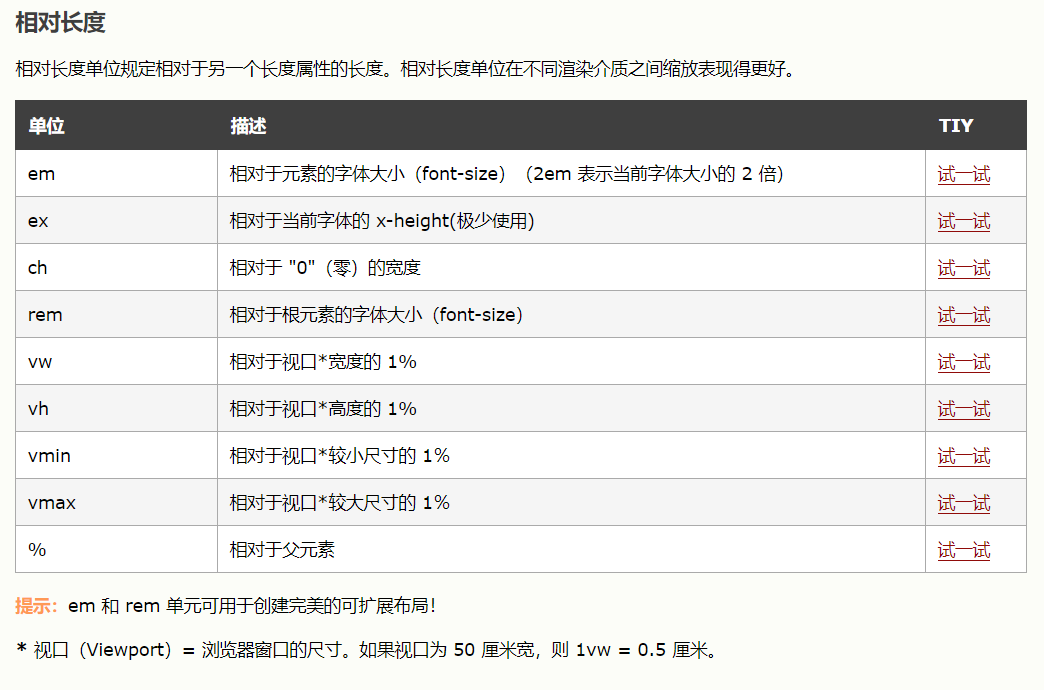 相对长度
相对长度单位规定相对于另一个长度属性的长度。相对长度单位在不同渲染介质之间缩放表现得更好。
单位 描述 TIY
em 相对于元素的字体大小（font-size）（2em 表示当前字体大小的 2 倍） 试一试
ex 相对于当前字体的 x-height(极少使用) 试一试
ch 相对于 "0"（零）的宽度 试一试
rem 相对于根元素的字体大小（font-size） 试一试
vw 相对于视口*宽度的 1% 试一试
vh 相对于视口*高度的 1% 试一试
vmin 相对于视口*较小尺寸的 1% 试一试
vmax 相对于视口*较大尺寸的 1% 试一试
% 相对于父元素 试一试
提示：em 和 rem 单元可用于创建完美的可扩展布局！
* 视口（Viewport）= 浏览器窗口的尺寸。如果视口为 50 厘米宽，则 1vw = 0.5 厘米。